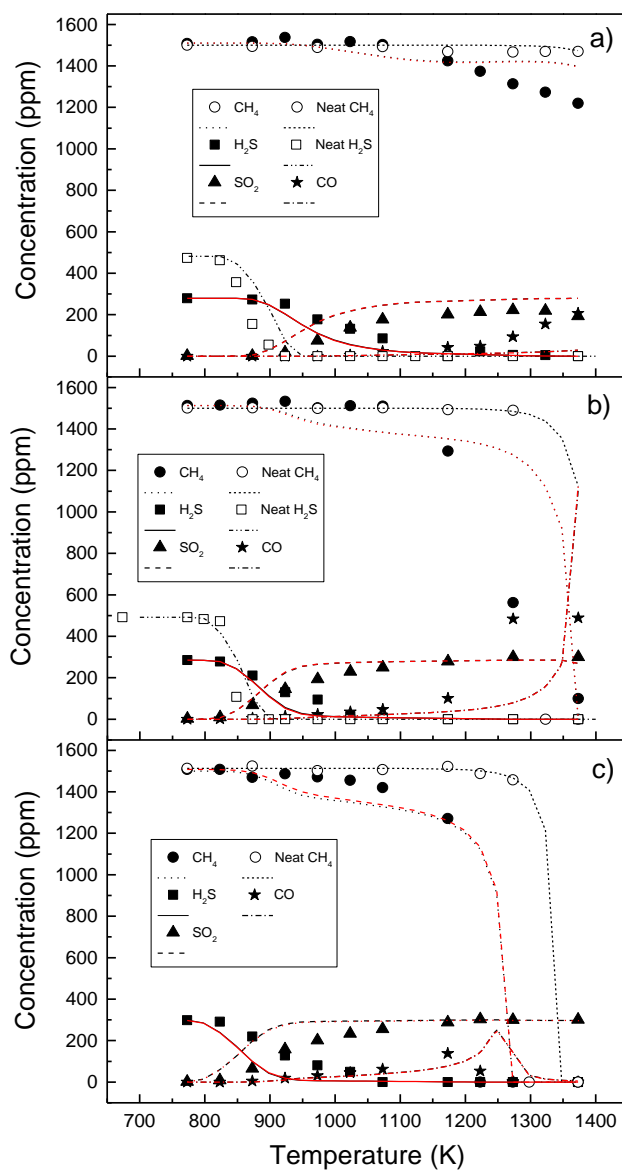 1600
a)
1400
1200
CH4 Neat CH4
1000
H2S Neat H2S
800
SO2 CO
600
400
200
0
Concentration (ppm)
1600
b)
1400
1200
CH4 Neat CH4
1000
H2S Neat H2S
800
SO2 CO
600
400
200
0
Concentration (ppm)
1600
c)
1400
1200
CH4 Neat CH4
1000
H2S CO
800
SO2
600
400
200
0
Concentration (ppm)
700 800 900 1000 1100 1200 1300 1400
Temperature (K)